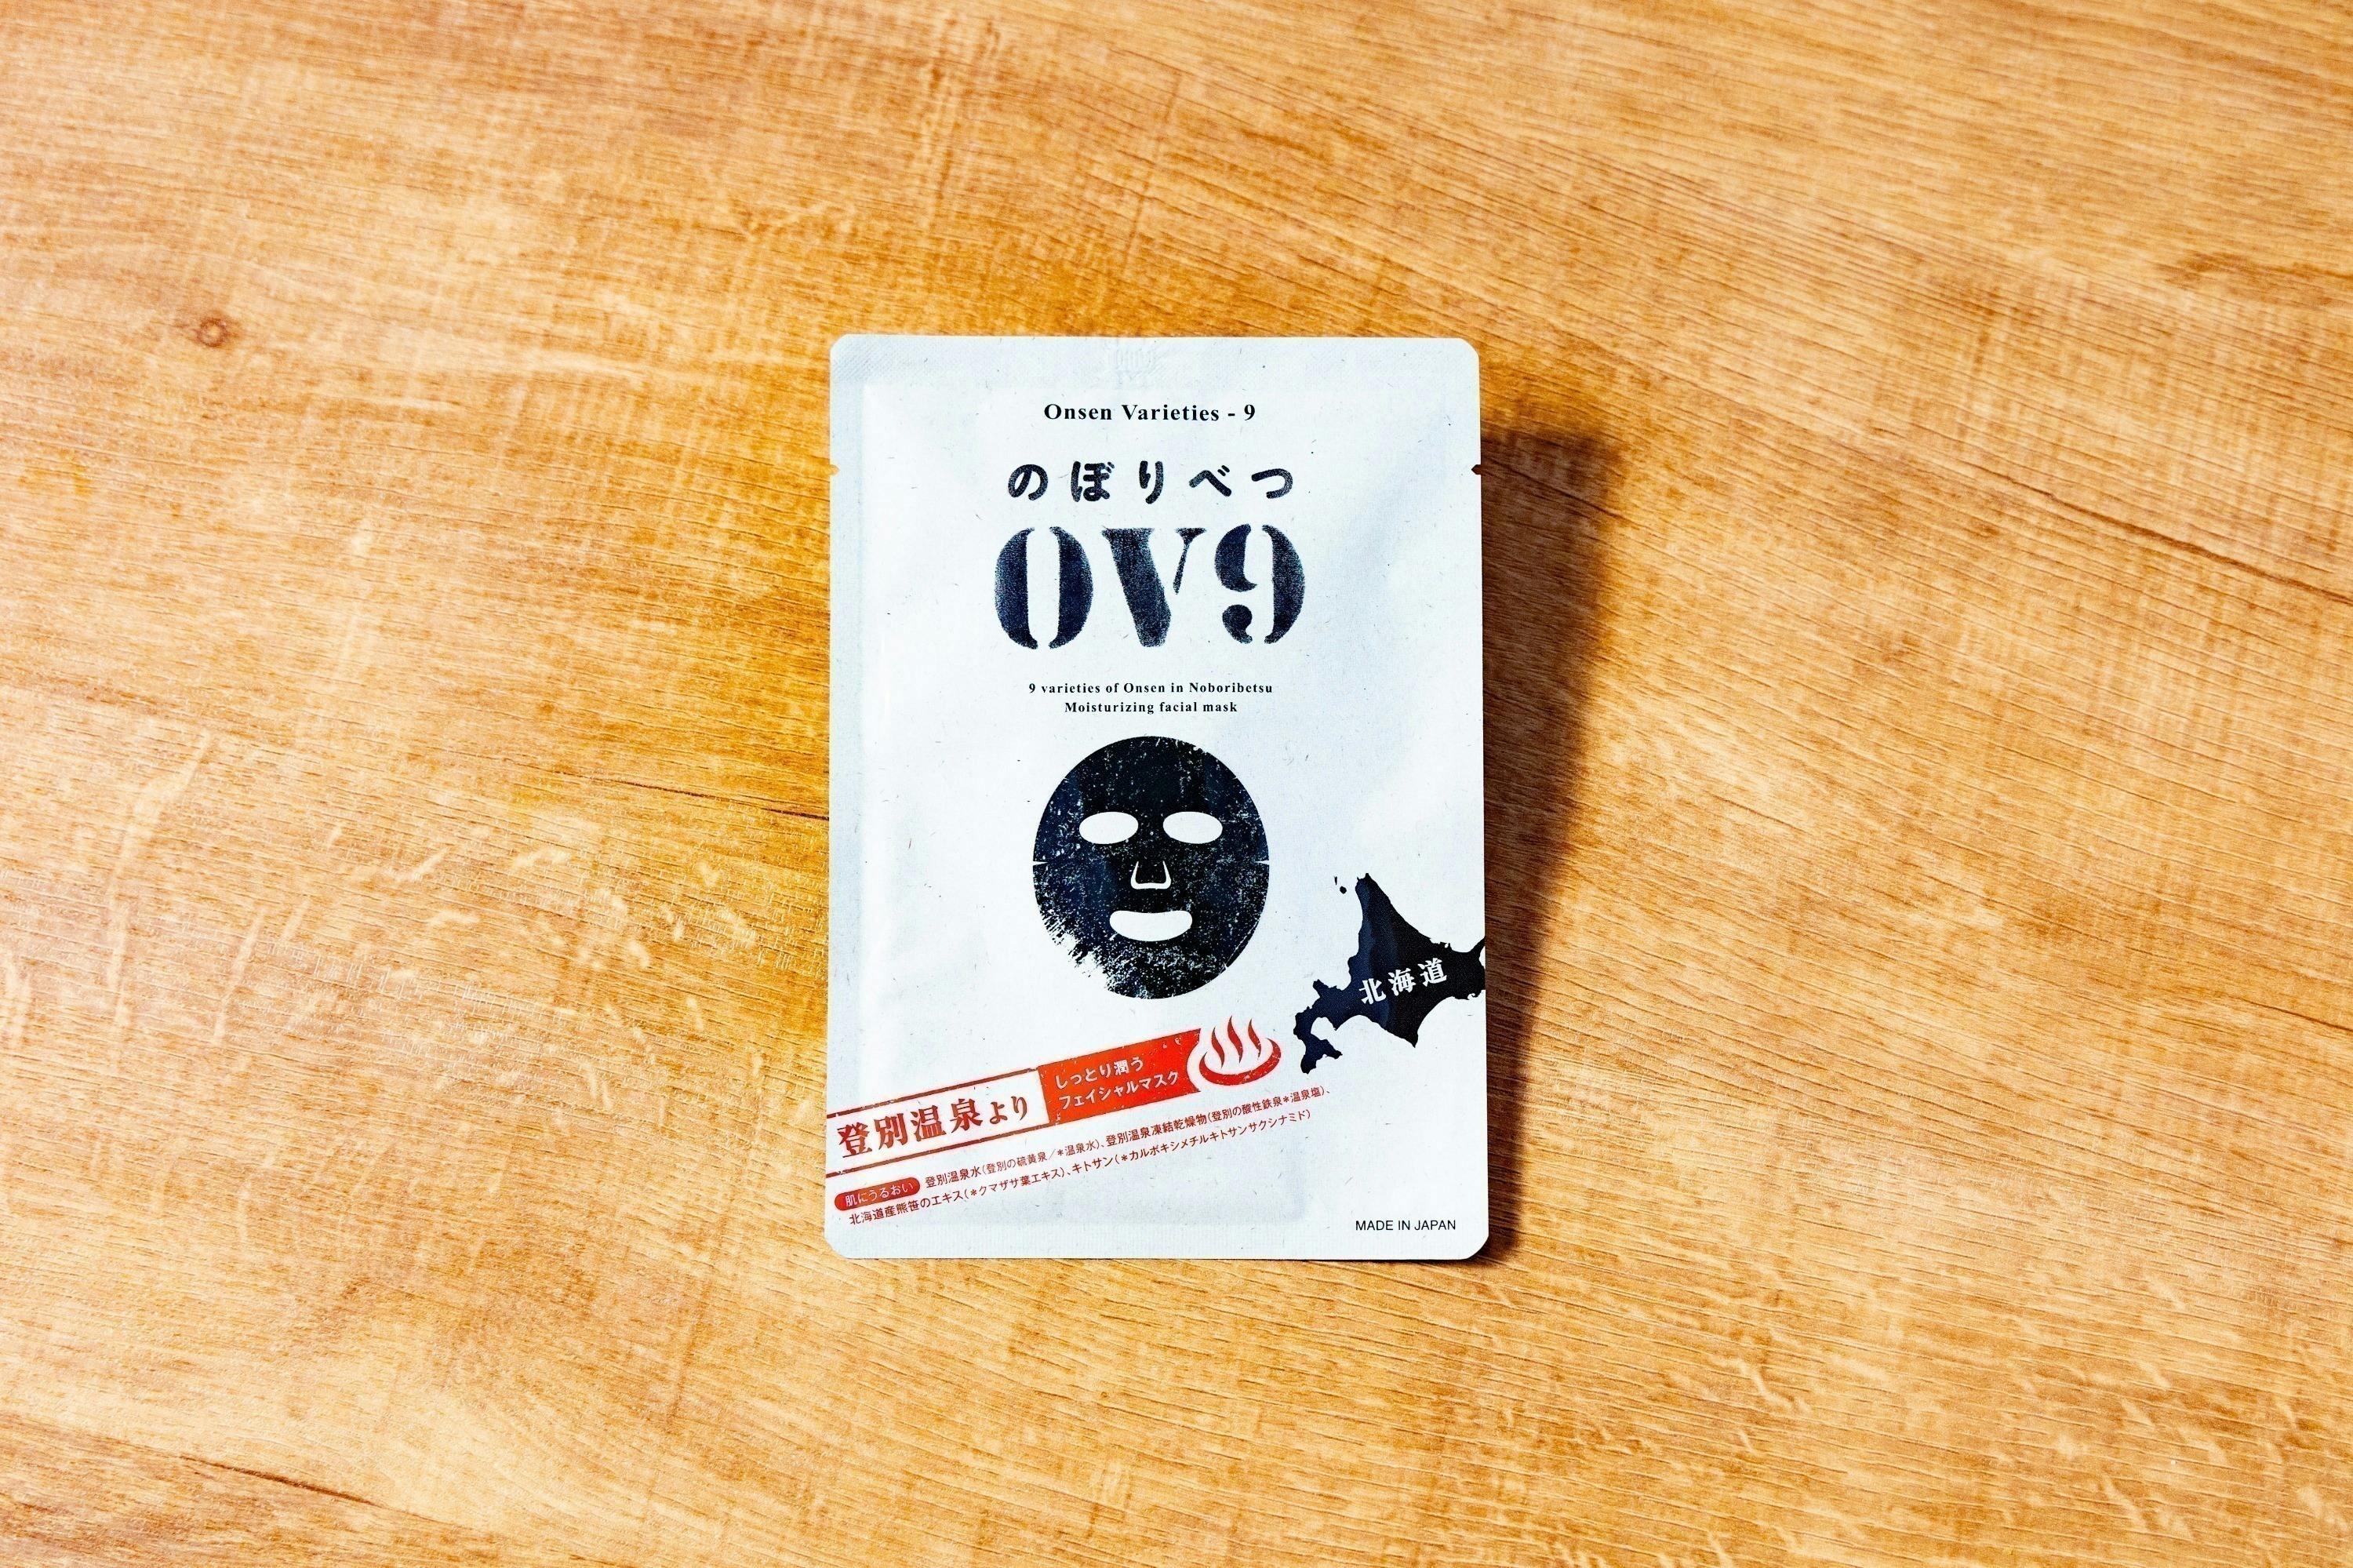 Onsen Varieties - 9
のぼりべつ
OV9
9 varieties of Onsen in Noboribetsu
Moisturizing facial mask
北海道
登別温泉より
しっとり潤う
フェイシャルマスク
肌にうるおい 登別温泉水(登別の硫黄泉/*温泉水)、登別温泉凍結乾燥物(登別の酸性鉄泉*温泉塩)、
北海道産熊笹のエキス(*クマザサ葉エキス)、キトサン(*カルボキシメチルキトサンサクシナミド)
MADE IN JAPAN